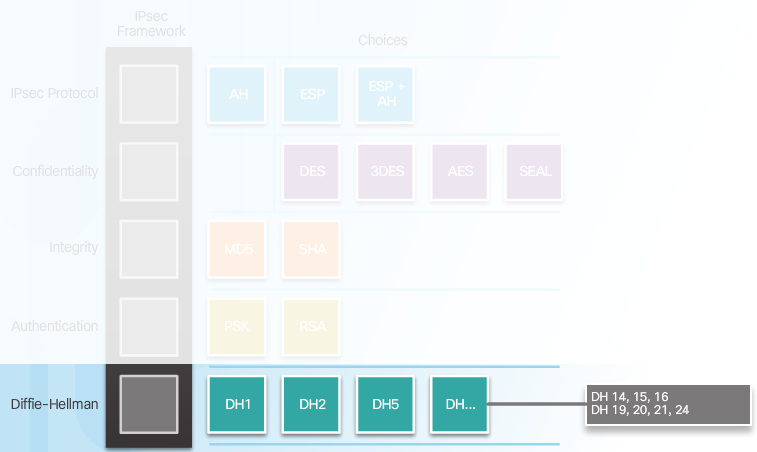 IPsec
Framework
Choices
IPsec Protocol
AH
ESP
ESP +
AH
Confidentiality
DES
3DES
AES
SEAL
Integrity
MD5
SHA
Authentication
PSK
RSA
Diffie-Hellman
DH1
DH2
DH5
DH...
DH 14, 15, 16
DH 19, 20, 21, 24